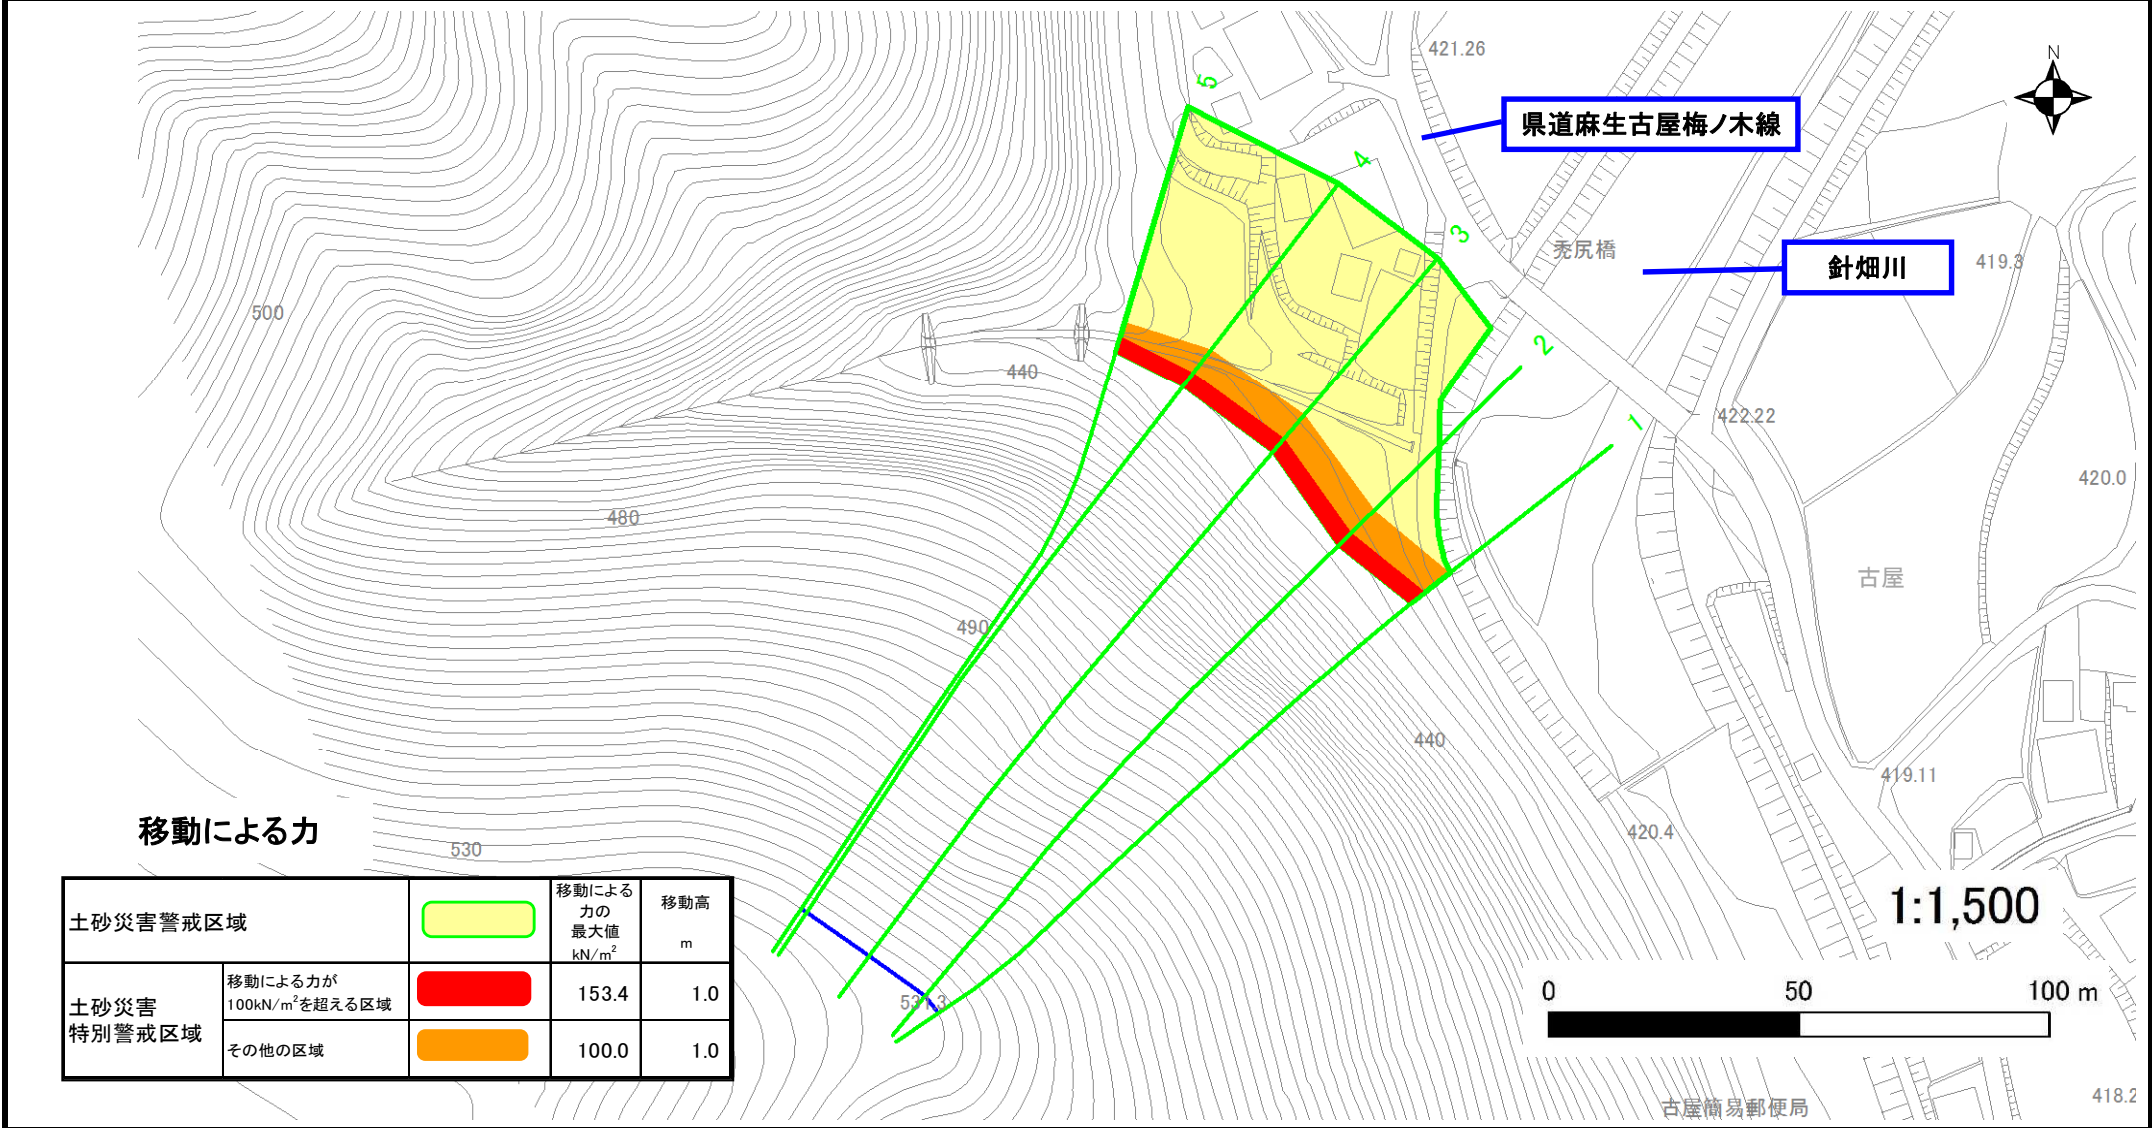 421.26
N
5
県道麻生古屋梅ノ木線
4
3
禿尻橋
針畑川
419.3
500
2
440
1
422.22
420.0
480
古屋
490
440
419.11
移動による力
420.4
530
1:1,500
土砂災害警戒区域
移動による
力の
最大値
kN/m²
移動高
m
土砂災害
特別警戒区域
移動による力が
100kN/m²を超える区域
153.4
1.0
その他の区域
100.0
1.0
531.3
0 50 100 m
418.2
古屋簡易郵便局